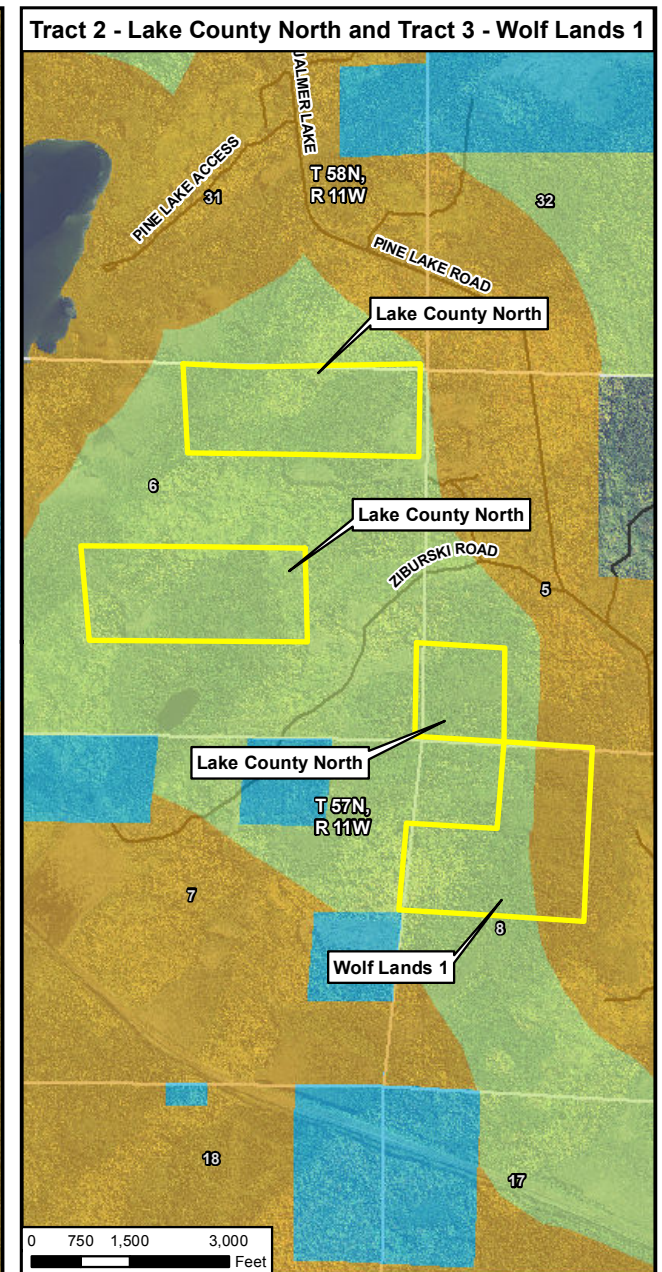 Tract 2 - Lake County North and Tract 3 - Wolf Lands 1
JALMER LAKE
PINE LAKE ACCESS
T 58N,
R 11W
31
32
PINE LAKE ROAD
Lake County North
6
Lake County North
ZIBURSKI ROAD
5
Lake County North
T 57N,
R 11W
7
8
Wolf Lands 1
18
17
0 750 1,500 3,000
Feet